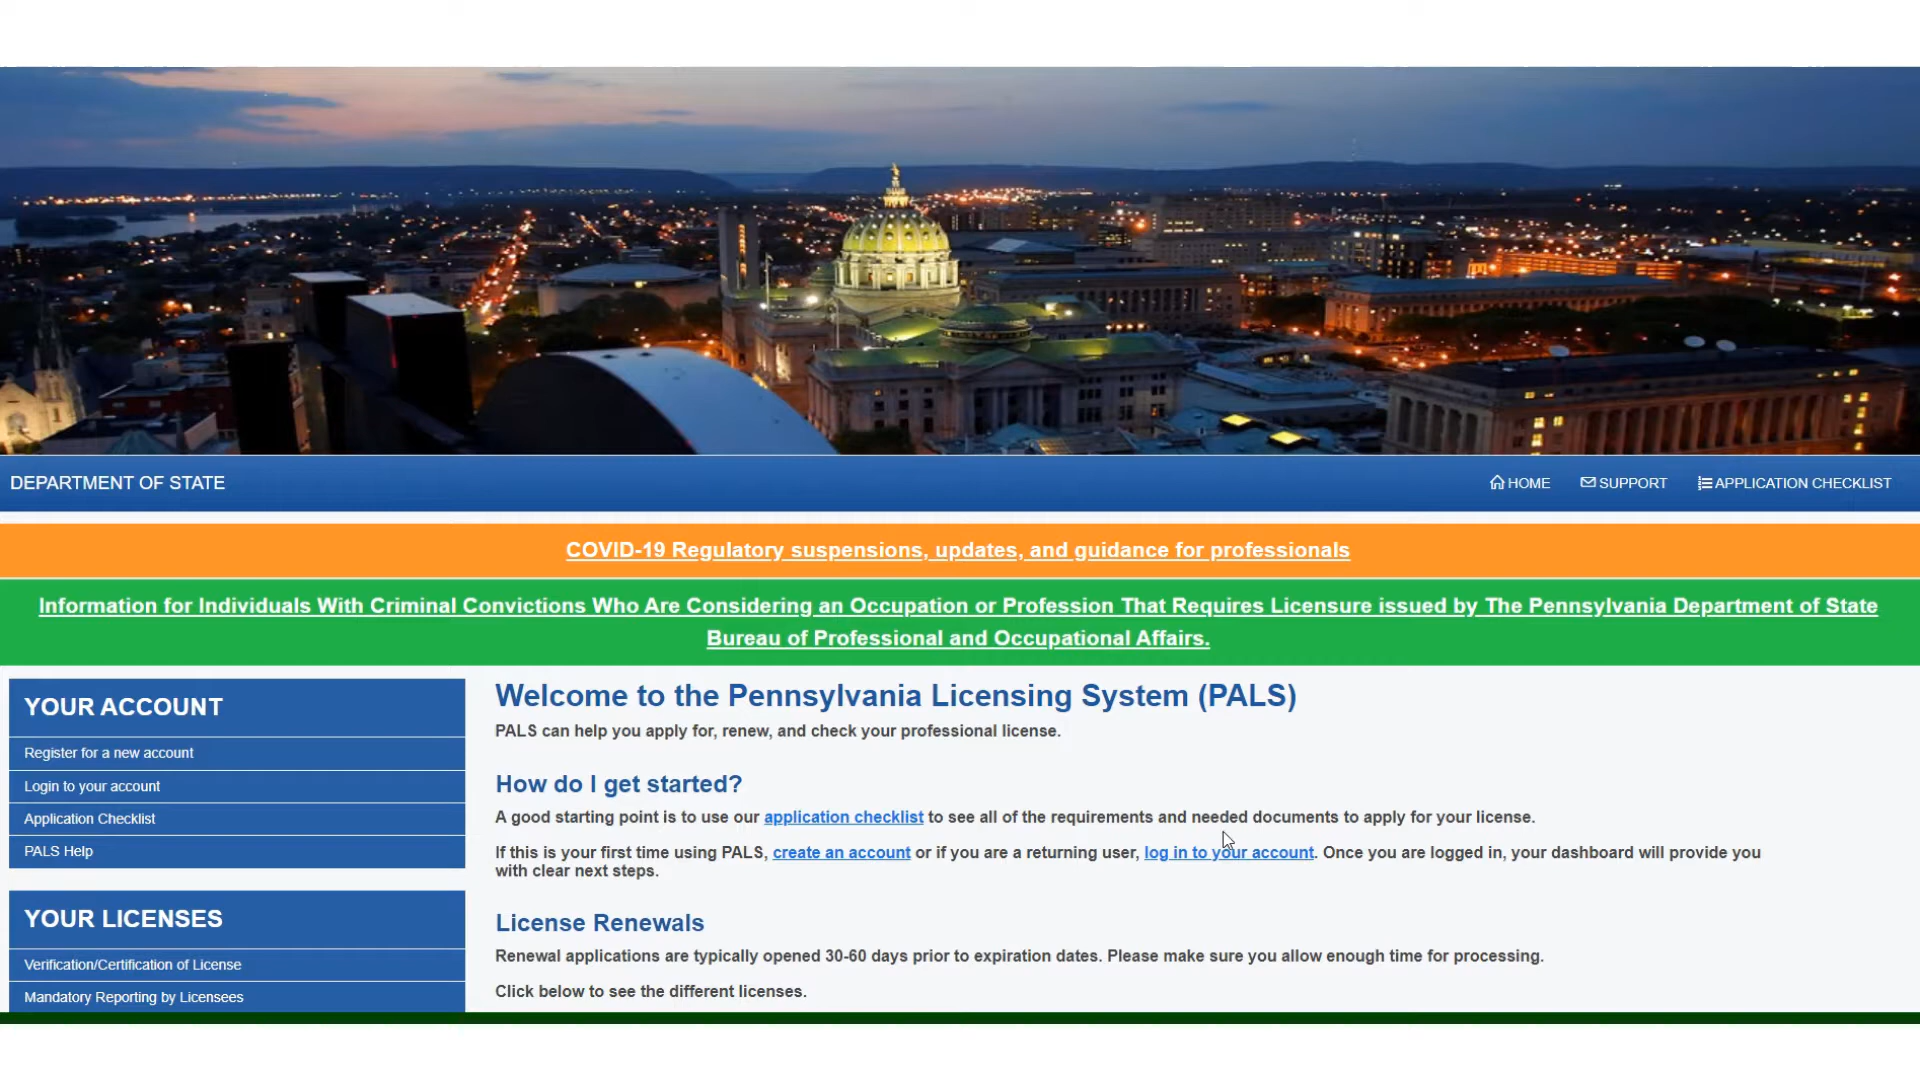 DEPARTMENT OF STATE
HOME
SUPPORT
APPLICATION CHECKLIST
COVID-19 Regulatory suspensions, updates, and guidance for professionals
Information for Individuals With Criminal Convictions Who Are Considering an Occupation or Profession That Requires Licensure issued by The Pennsylvania Department of State
Bureau of Professional and Occupational Affairs.
YOUR ACCOUNT
Register for a new account
Login to your account
Application Checklist
PALS Help
YOUR LICENSES
Verification/Certification of License
Mandatory Reporting by Licensees
Welcome to the Pennsylvania Licensing System (PALS)
PALS can help you apply for, renew, and check your professional license.
How do I get started?
A good starting point is to use our application checklist to see all of the requirements and needed documents to apply for your license.
If this is your first time using PALS, create an account or if you are a returning user, log in to your account. Once you are logged in, your dashboard will provide you
with clear next steps.
License Renewals
Renewal applications are typically opened 30-60 days prior to expiration dates. Please make sure you allow enough time for processing.
Click below to see the different licenses.